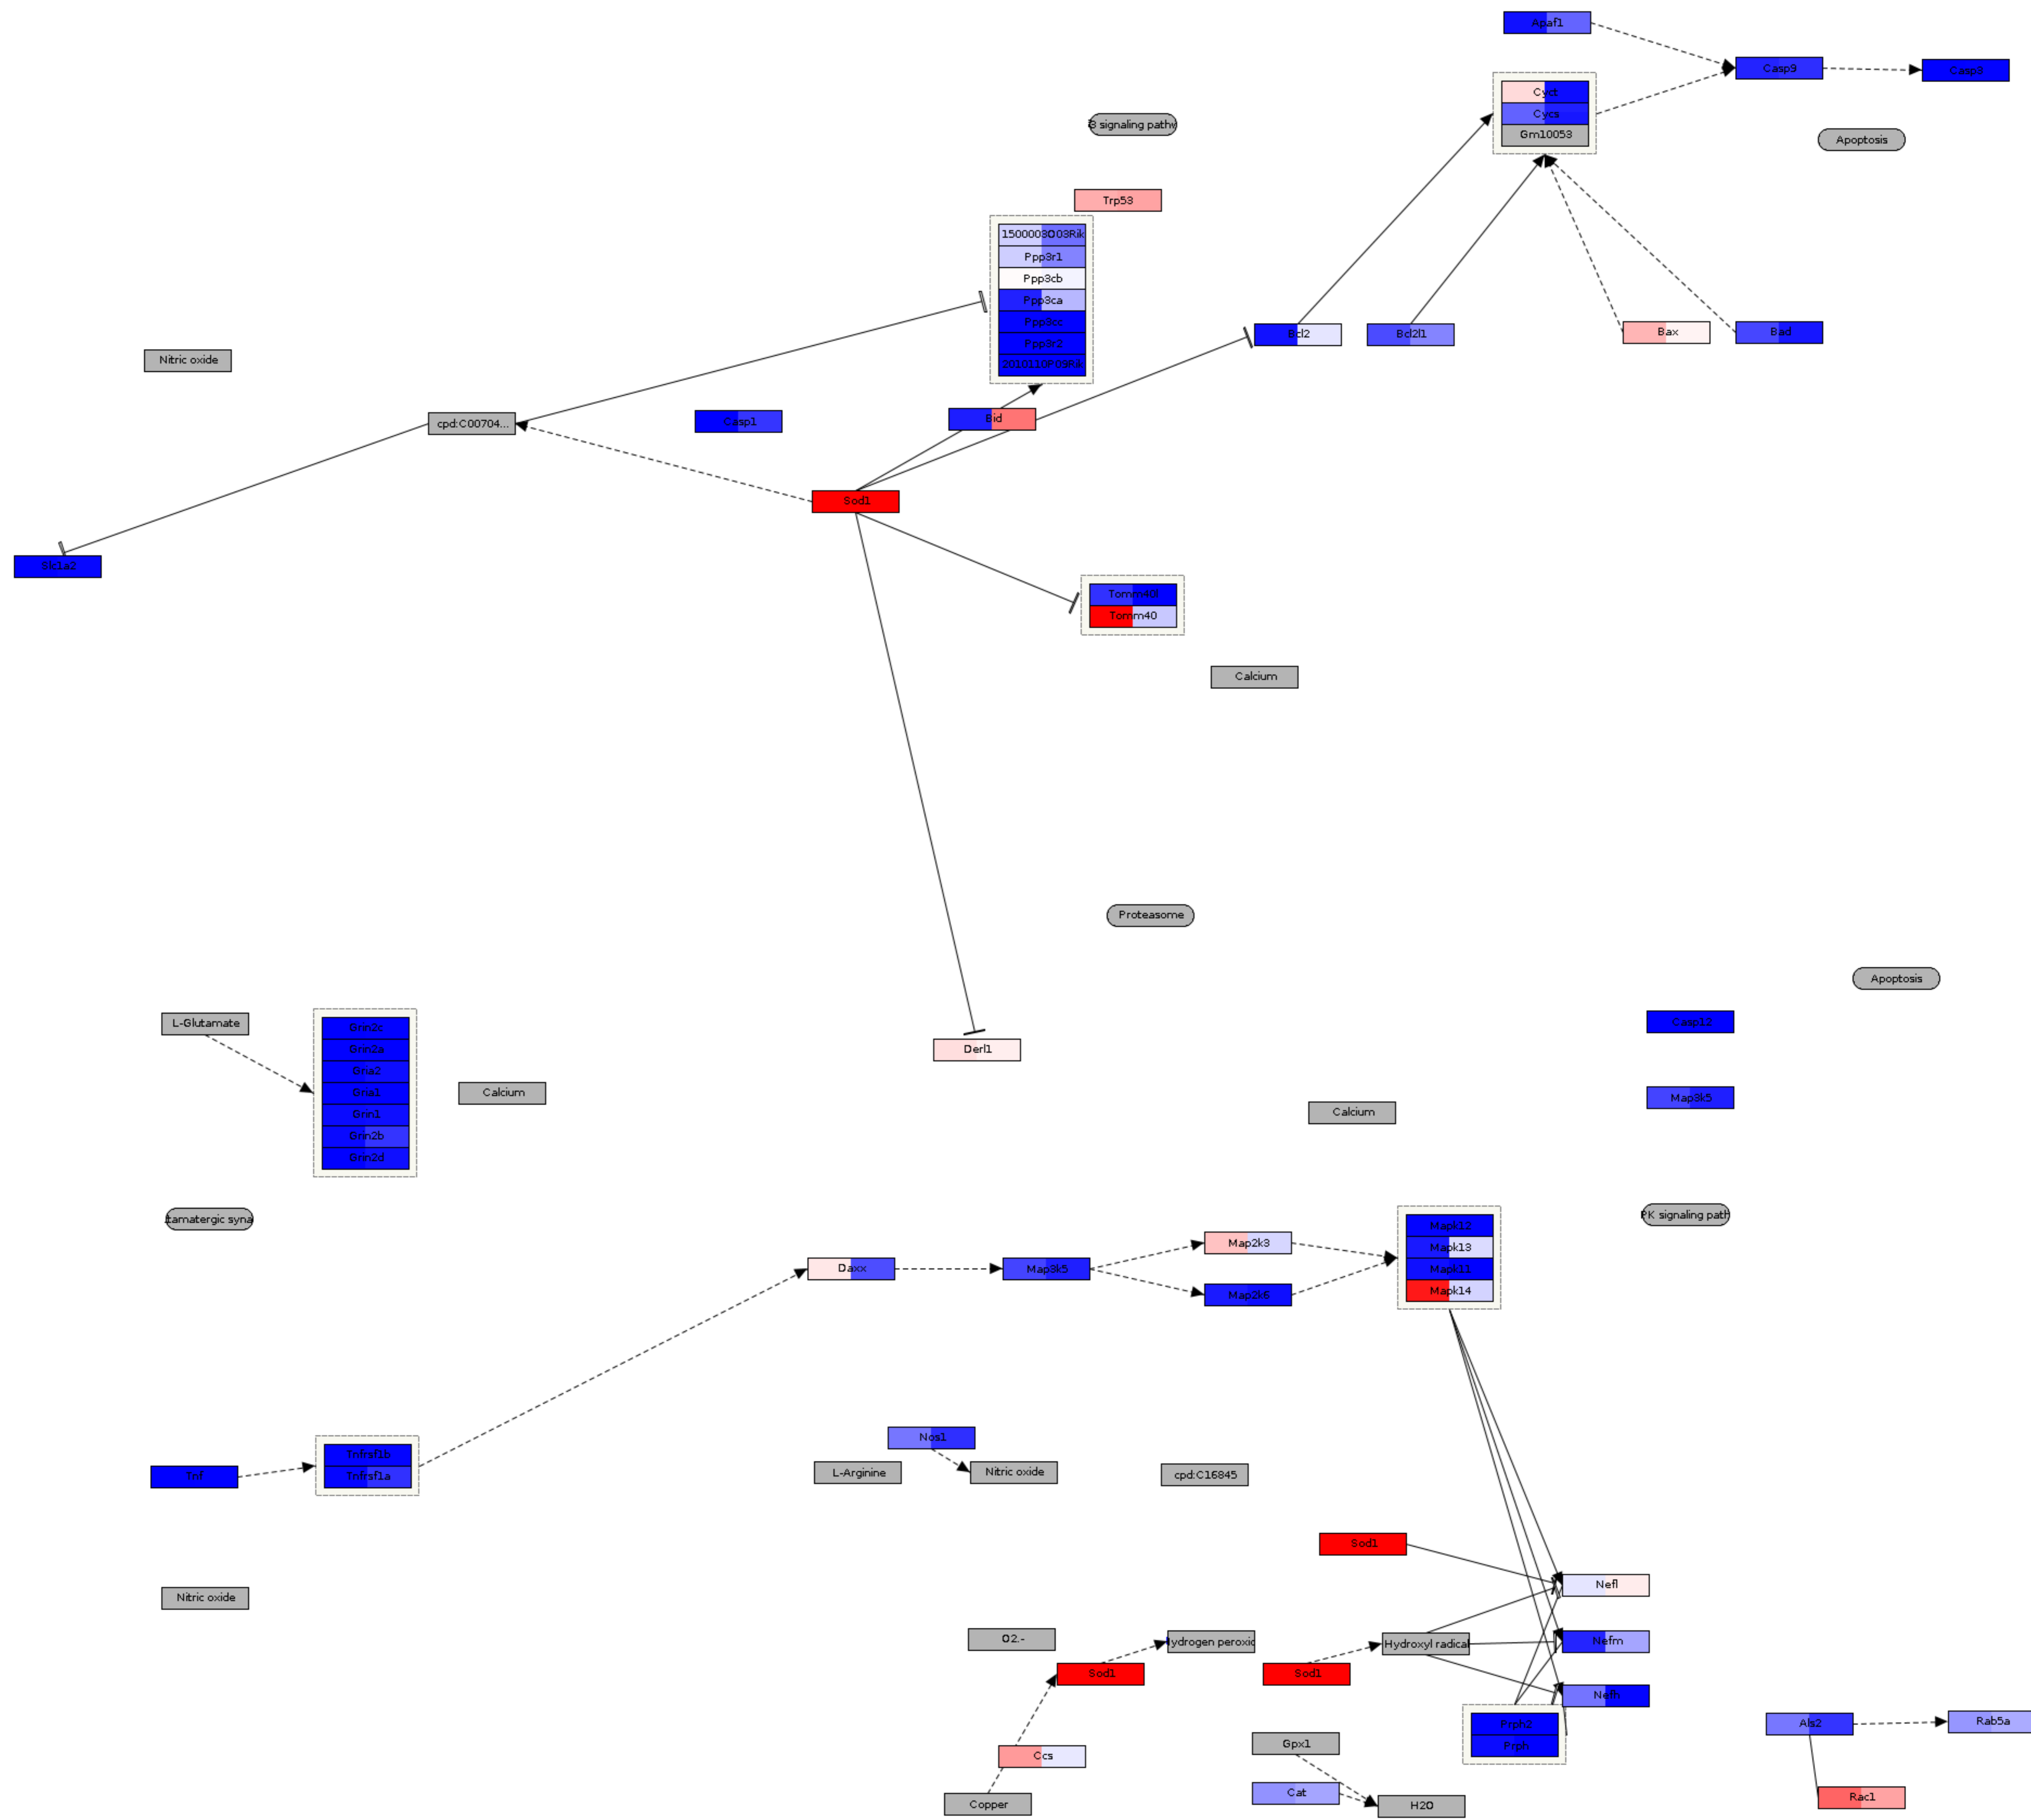 Apaf1
Casp9
Casp3
Cyct
Cycs
Gm10053
3 signaling pathw
Apoptosis
Trp53
1500003O03Rik
Ppp3r1
Ppp3cb
Ppp3ca
Ppp3cc
Ppp3r2
2010110P09Rik
Bcl2
Bcl2l1
Bax
Bad
Nitric oxide
cpd:C00704...
Casp1
Bid
Sod1
Slc1a2
Tomm40l
Tomm40
Calcium
Proteasome
Apoptosis
L-Glutamate
Grin2c
Grin2a
Gria2
Gria1
Grin1
Grin2b
Grin2d
Calcium
Derl1
Casp12
Map3k5
Calcium
tamatergic syna
PK signaling path
Daxx
Map3k5
Map2k3
Map2k6
Mapk12
Mapk13
Mapk11
Mapk14
Tnf
Tnfrsf1b
Tnfrsf1a
Nos1
L-Arginine
Nitric oxide
cpd:C16845
Sod1
Nefl
Nitric oxide
O2.-
ydrogen peroxid
Sod1
Sod1
Hydroxyl radical
Nefm
Nefh
Prph2
Prph
Als2
Rab5a
Ccs
Gpx1
Copper
Cat
H2O
Rac1